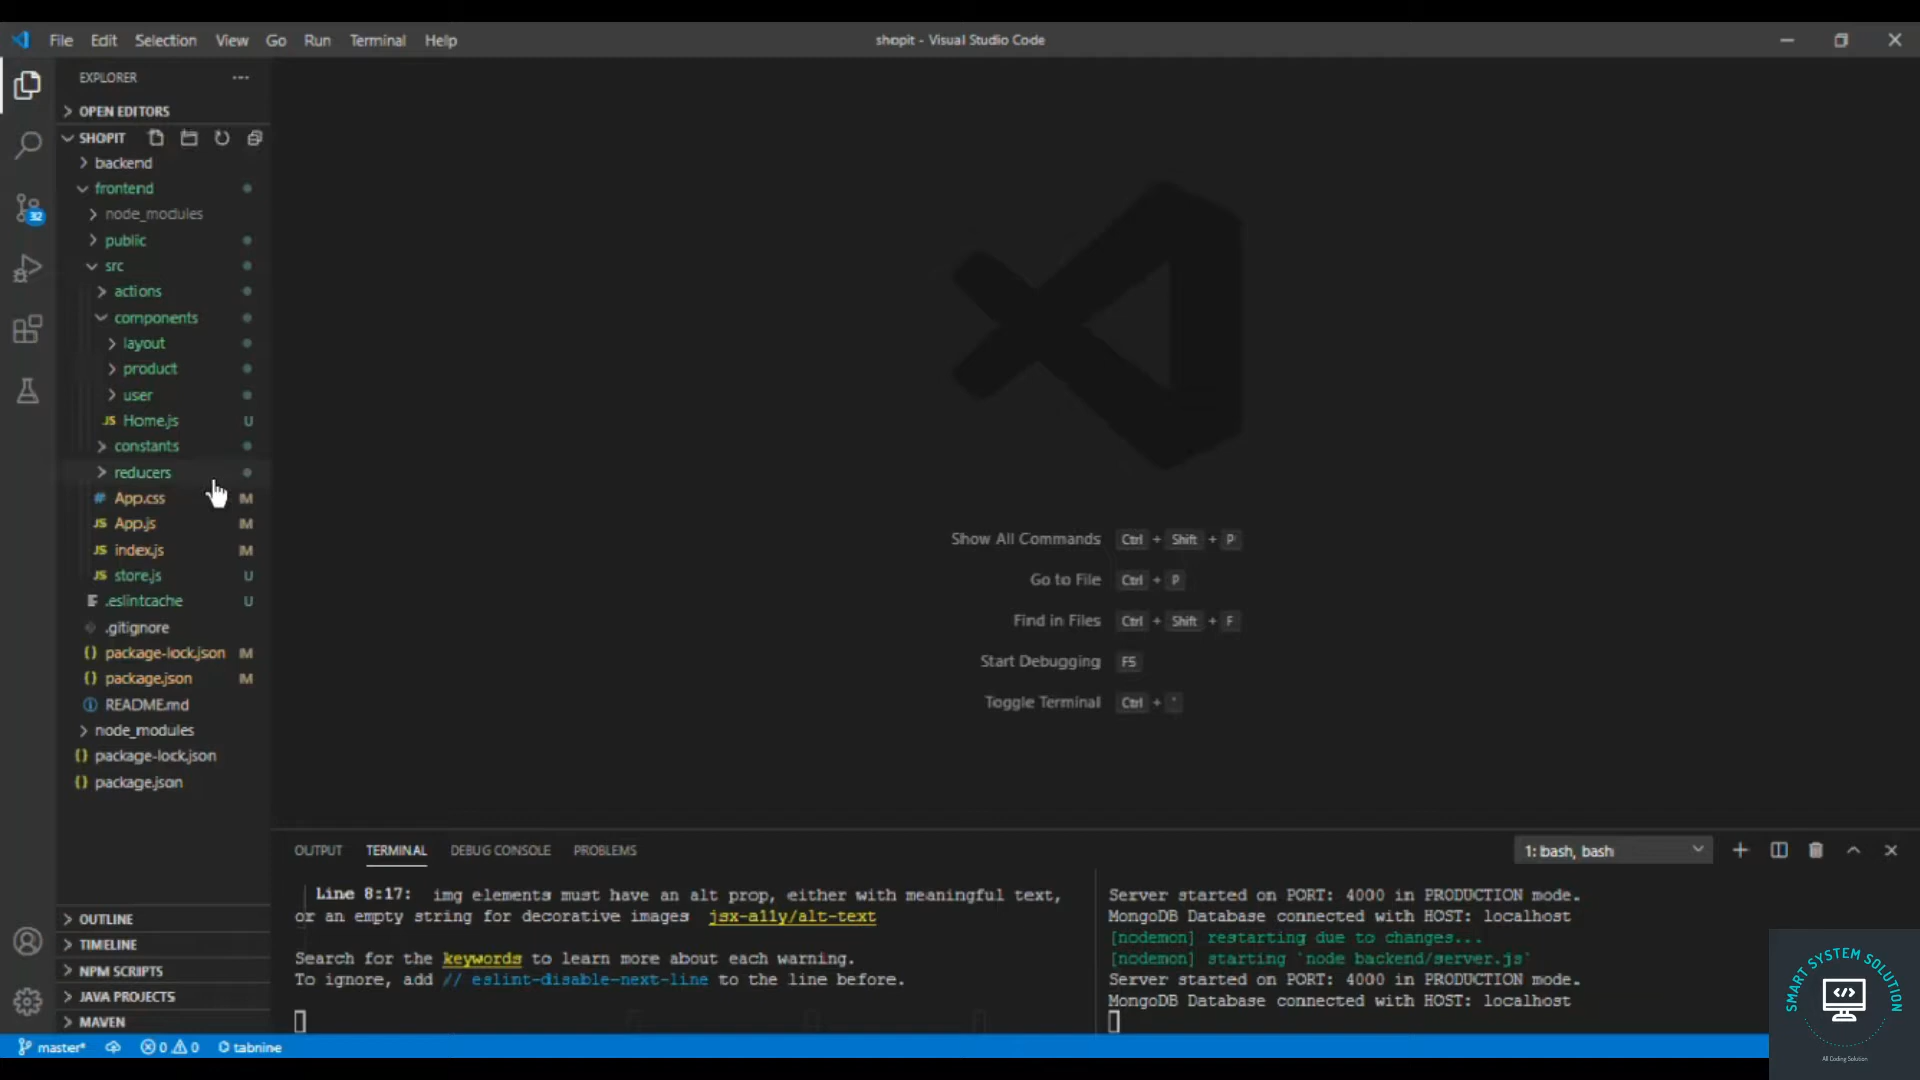 File Edit Selection View Go Run Terminal Help
shopit - Visual Studio Code
EXPLORER
OPEN EDITORS
SHOPIT
backend
frontend
node_modules
public
src
actions
components
layout
product
user
JS Home.js U
constants
reducers
# App.css M
JS App.js M
JS index.js M
JS store.js U
.eslintcache U
.gitignore
{} package-lock.json M
{} package.json M
README.md
node_modules
{} package-lock.json
{} package.json
OUTLINE
TIMELINE
NPM SCRIPTS
JAVA PROJECTS
MAVEN
32
Show All Commands Ctrl + Shift + P
Go to File Ctrl + P
Find in Files Ctrl + Shift + F
Start Debugging F5
Toggle Terminal Ctrl + `
OUTPUT TERMINAL DEBUG CONSOLE PROBLEMS
1: bash, bash
Line 8:17: img elements must have an alt prop, either with meaningful text,
or an empty string for decorative images jsx-a11y/alt-text
Search for the keywords to learn more about each warning.
To ignore, add // eslint-disable-next-line to the line before.
Server started on PORT: 4000 in PRODUCTION mode.
MongoDB Database connected with HOST: localhost
[nodemon] restarting due to changes...
[nodemon] starting `node backend/server.js`
Server started on PORT: 4000 in PRODUCTION mode.
MongoDB Database connected with HOST: localhost
master* 0 0 tabnine
SMART SYSTEM SOLUTION
All Coding Solution